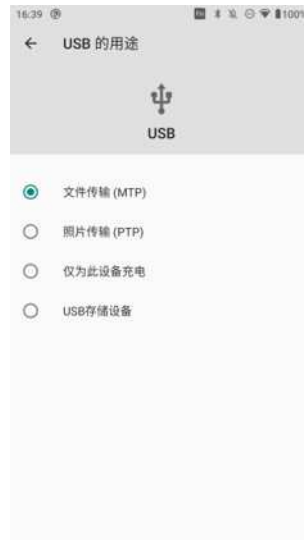 16:39 100%
USB 的用途
USB
文件传输 (MTP)
照片传输 (PTP)
仅为此设备充电
USB存储设备